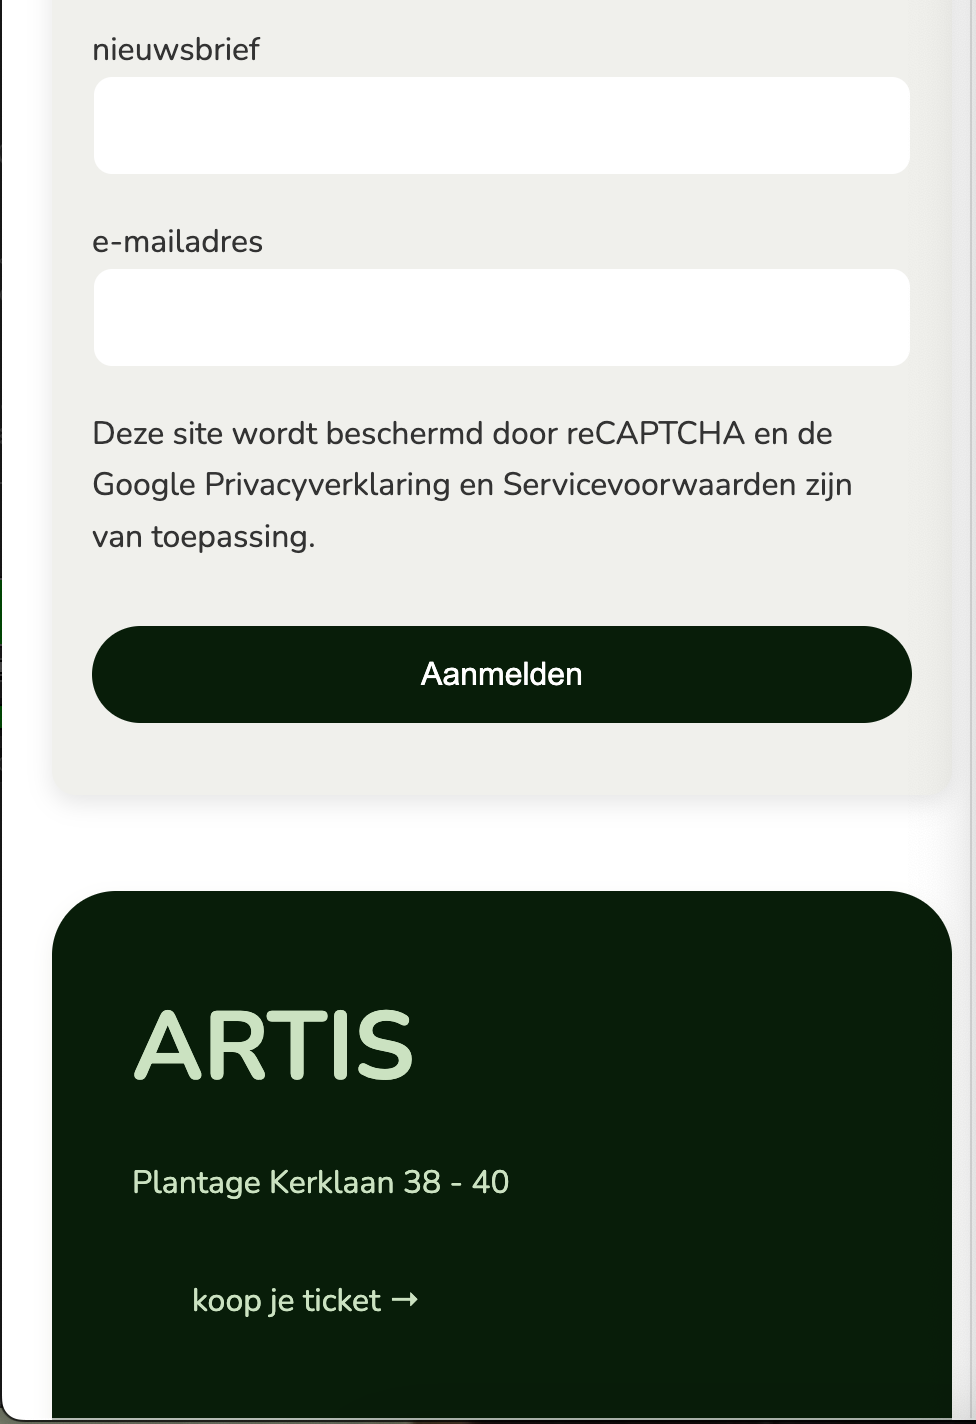 nieuwsbrief
e-mailadres
Deze site wordt beschermd door reCAPTCHA en de
Google Privacyverklaring en Servicevoorwaarden zijn
van toepassing.
Aanmelden
ARTIS
Plantage Kerklaan 38 - 40
koop je ticket →